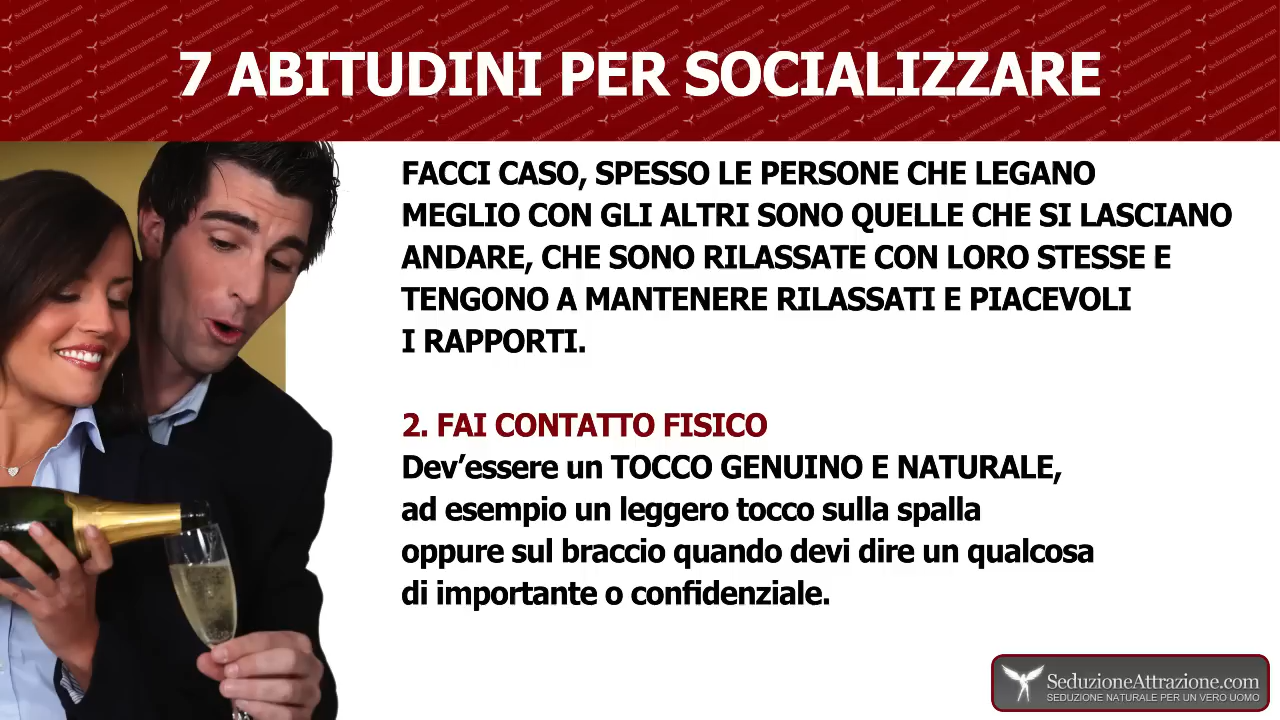 7 ABITUDINI PER SOCIALIZZARE
FACCI CASO, SPESSO LE PERSONE CHE LEGANO
MEGLIO CON GLI ALTRI SONO QUELLE CHE SI LASCIANO
ANDARE, CHE SONO RILASSATE CON LORO STESSE E
TENGONO A MANTENERE RILASSATI E PIACEVOLI
I RAPPORTI.
2. FAI CONTATTO FISICO
Dev’essere un TOCCO GENUINO E NATURALE,
ad esempio un leggero tocco sulla spalla
oppure sul braccio quando devi dire un qualcosa
di importante o confidenziale.
SeduzioneAttrazione.com
SEDUZIONE NATURALE PER UN VERO UOMO